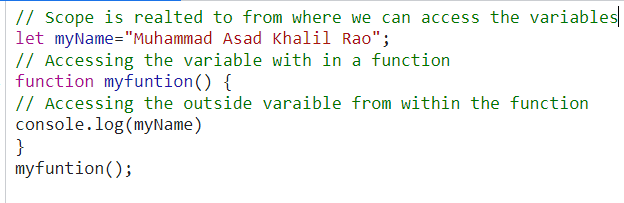 // Scope is realted to from where we can access the variables
let myName="Muhammad Asad Khalil Rao";
// Accessing the variable with in a function
function myfuntion() {
// Accessing the outside varaible from within the function
console.log(myName)
}
myfuntion();